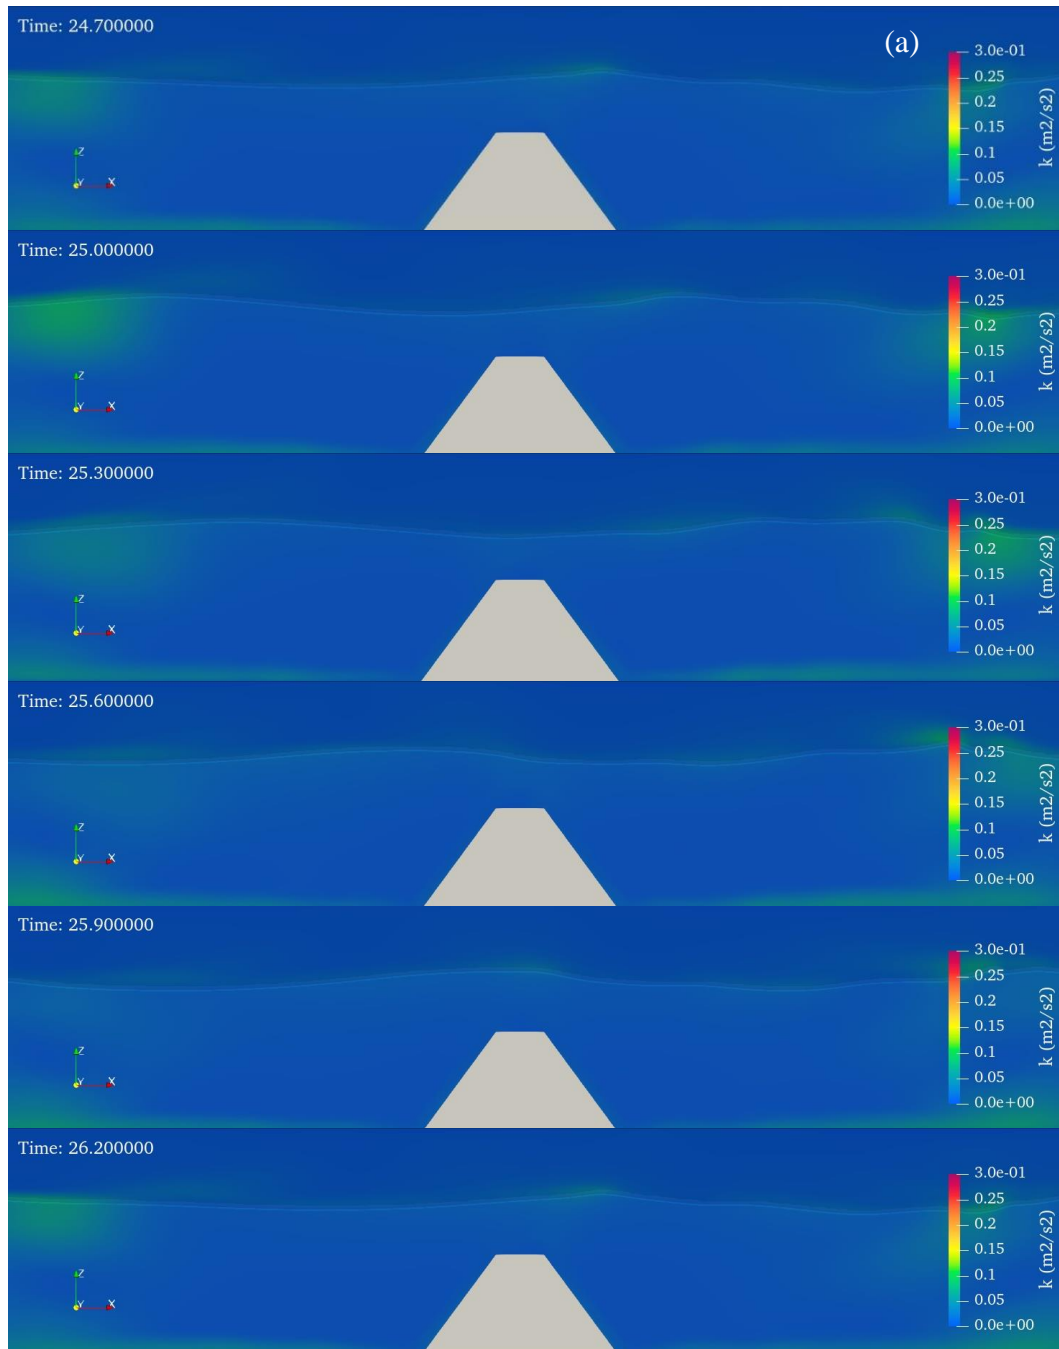 Time: 24.700000
(a)
3.0e-01
0.25
0.2
0.15
0.1
0.05
0.0e+00
k (m2/s2)
Z
Y
X
Time: 25.000000
3.0e-01
0.25
0.2
0.15
0.1
0.05
0.0e+00
k (m2/s2)
Z
Y
X
Time: 25.300000
3.0e-01
0.25
0.2
0.15
0.1
0.05
0.0e+00
k (m2/s2)
Z
Y
X
Time: 25.600000
3.0e-01
0.25
0.2
0.15
0.1
0.05
0.0e+00
k (m2/s2)
Z
Y
X
Time: 25.900000
3.0e-01
0.25
0.2
0.15
0.1
0.05
0.0e+00
k (m2/s2)
Z
Y
X
Time: 26.200000
3.0e-01
0.25
0.2
0.15
0.1
0.05
0.0e+00
k (m2/s2)
Z
Y
X